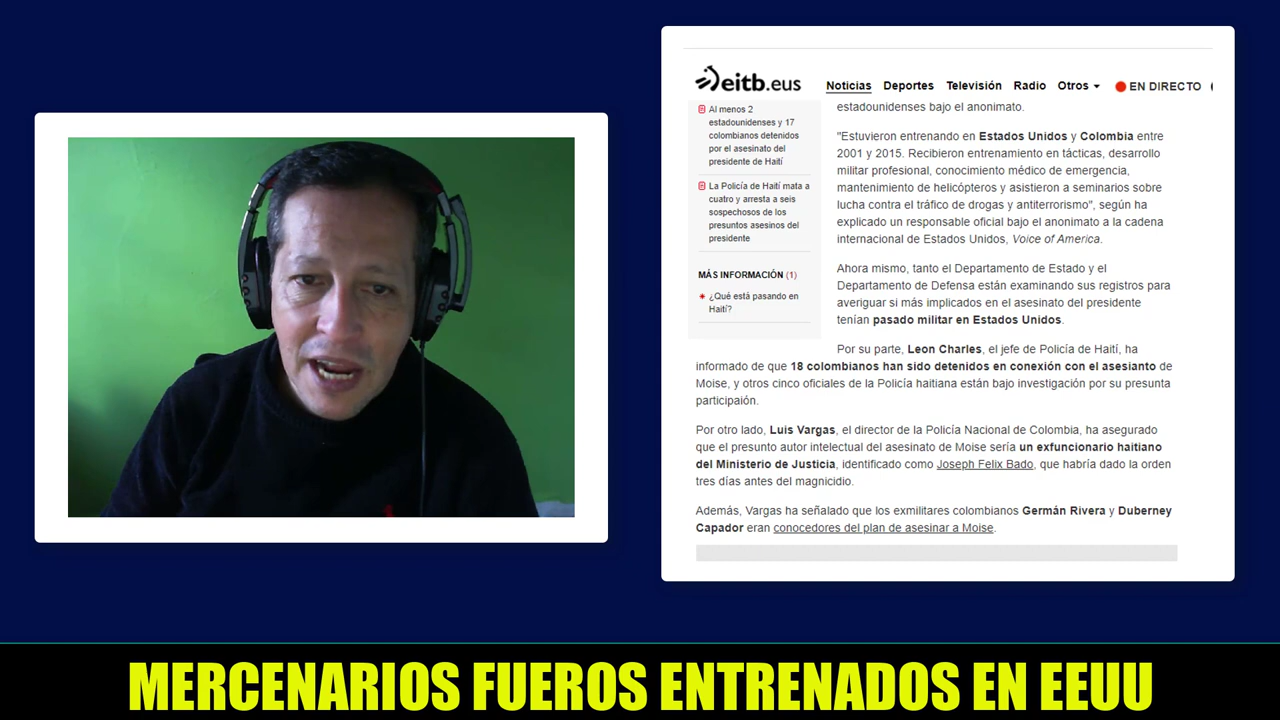 eitb.eus
Noticias Deportes Televisión Radio Otros EN DIRECTO
Al menos 2
estadounidenses y 17
colombianos detenidos
por el asesinato del
presidente de Haití
La Policía de Haití mata a
cuatro y arresta a seis
sospechosos de los
presuntos asesinos del
presidente
MÁS INFORMACIÓN (1)
¿Qué está pasando en
Haití?
estadounidenses bajo el anonimato.
"Estuvieron entrenando en Estados Unidos y Colombia entre
2001 y 2015. Recibieron entrenamiento en tácticas, desarrollo
militar profesional, conocimiento médico de emergencia,
mantenimiento de helicópteros y asistieron a seminarios sobre
lucha contra el tráfico de drogas y antiterrorismo", según ha
explicado un responsable oficial bajo el anonimato a la cadena
internacional de Estados Unidos, Voice of America.
Ahora mismo, tanto el Departamento de Estado y el
Departamento de Defensa están examinando sus registros para
averiguar si más implicados en el asesinato del presidente
tenían pasado militar en Estados Unidos.
Por su parte, Leon Charles, el jefe de Policía de Haití, ha
informado de que 18 colombianos han sido detenidos en conexión con el asesianto de
Moise, y otros cinco oficiales de la Policía haitiana están bajo investigación por su presunta
participaión.
Por otro lado, Luis Vargas, el director de la Policía Nacional de Colombia, ha asegurado
que el presunto autor intelectual del asesinato de Moise sería un exfuncionario haitiano
del Ministerio de Justicia, identificado como Joseph Felix Bado, que habría dado la orden
tres días antes del magnicidio.
Además, Vargas ha señalado que los exmilitares colombianos Germán Rivera y Duberney
Capador eran conocedores del plan de asesinar a Moise.
MERCENARIOS FUEROS ENTRENADOS EN EEUU